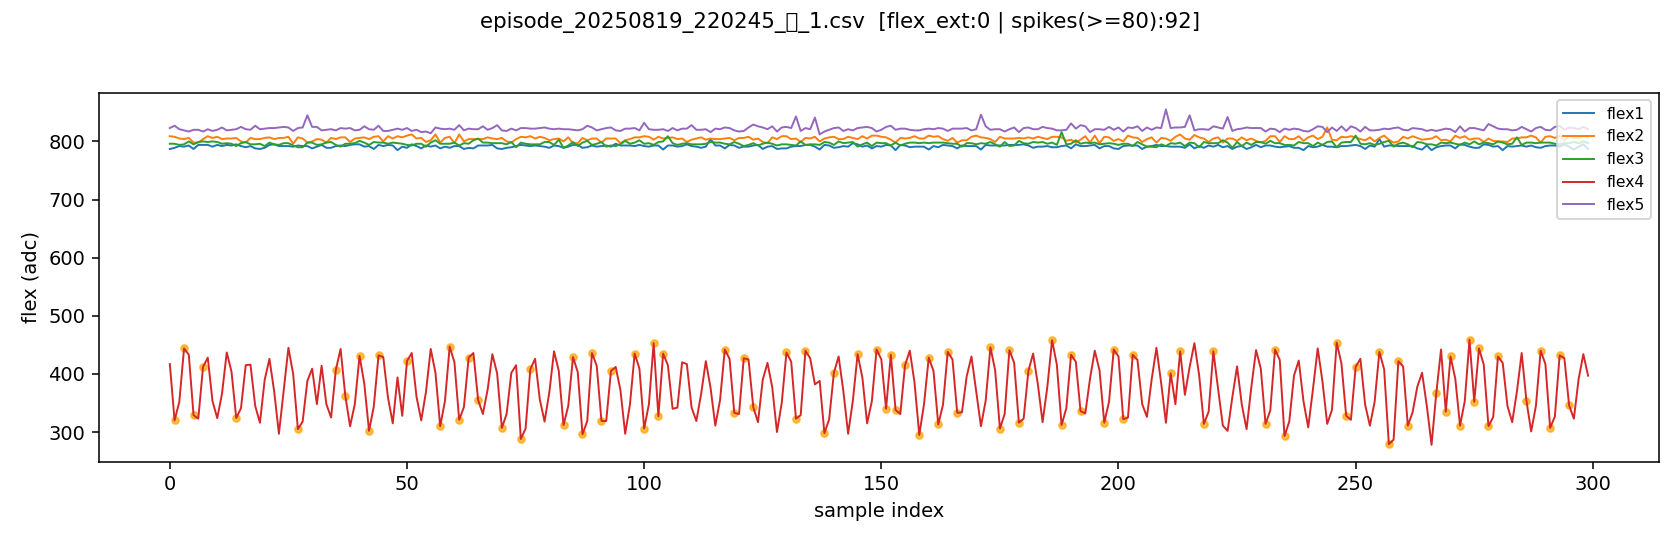 episode_20250819_220245_▯_1.csv [flex_ext:0 | spikes(>=80):92]
flex (adc)
800
700
600
500
400
300
0
50
100
150
200
250
300
sample index
flex1
flex2
flex3
flex4
flex5